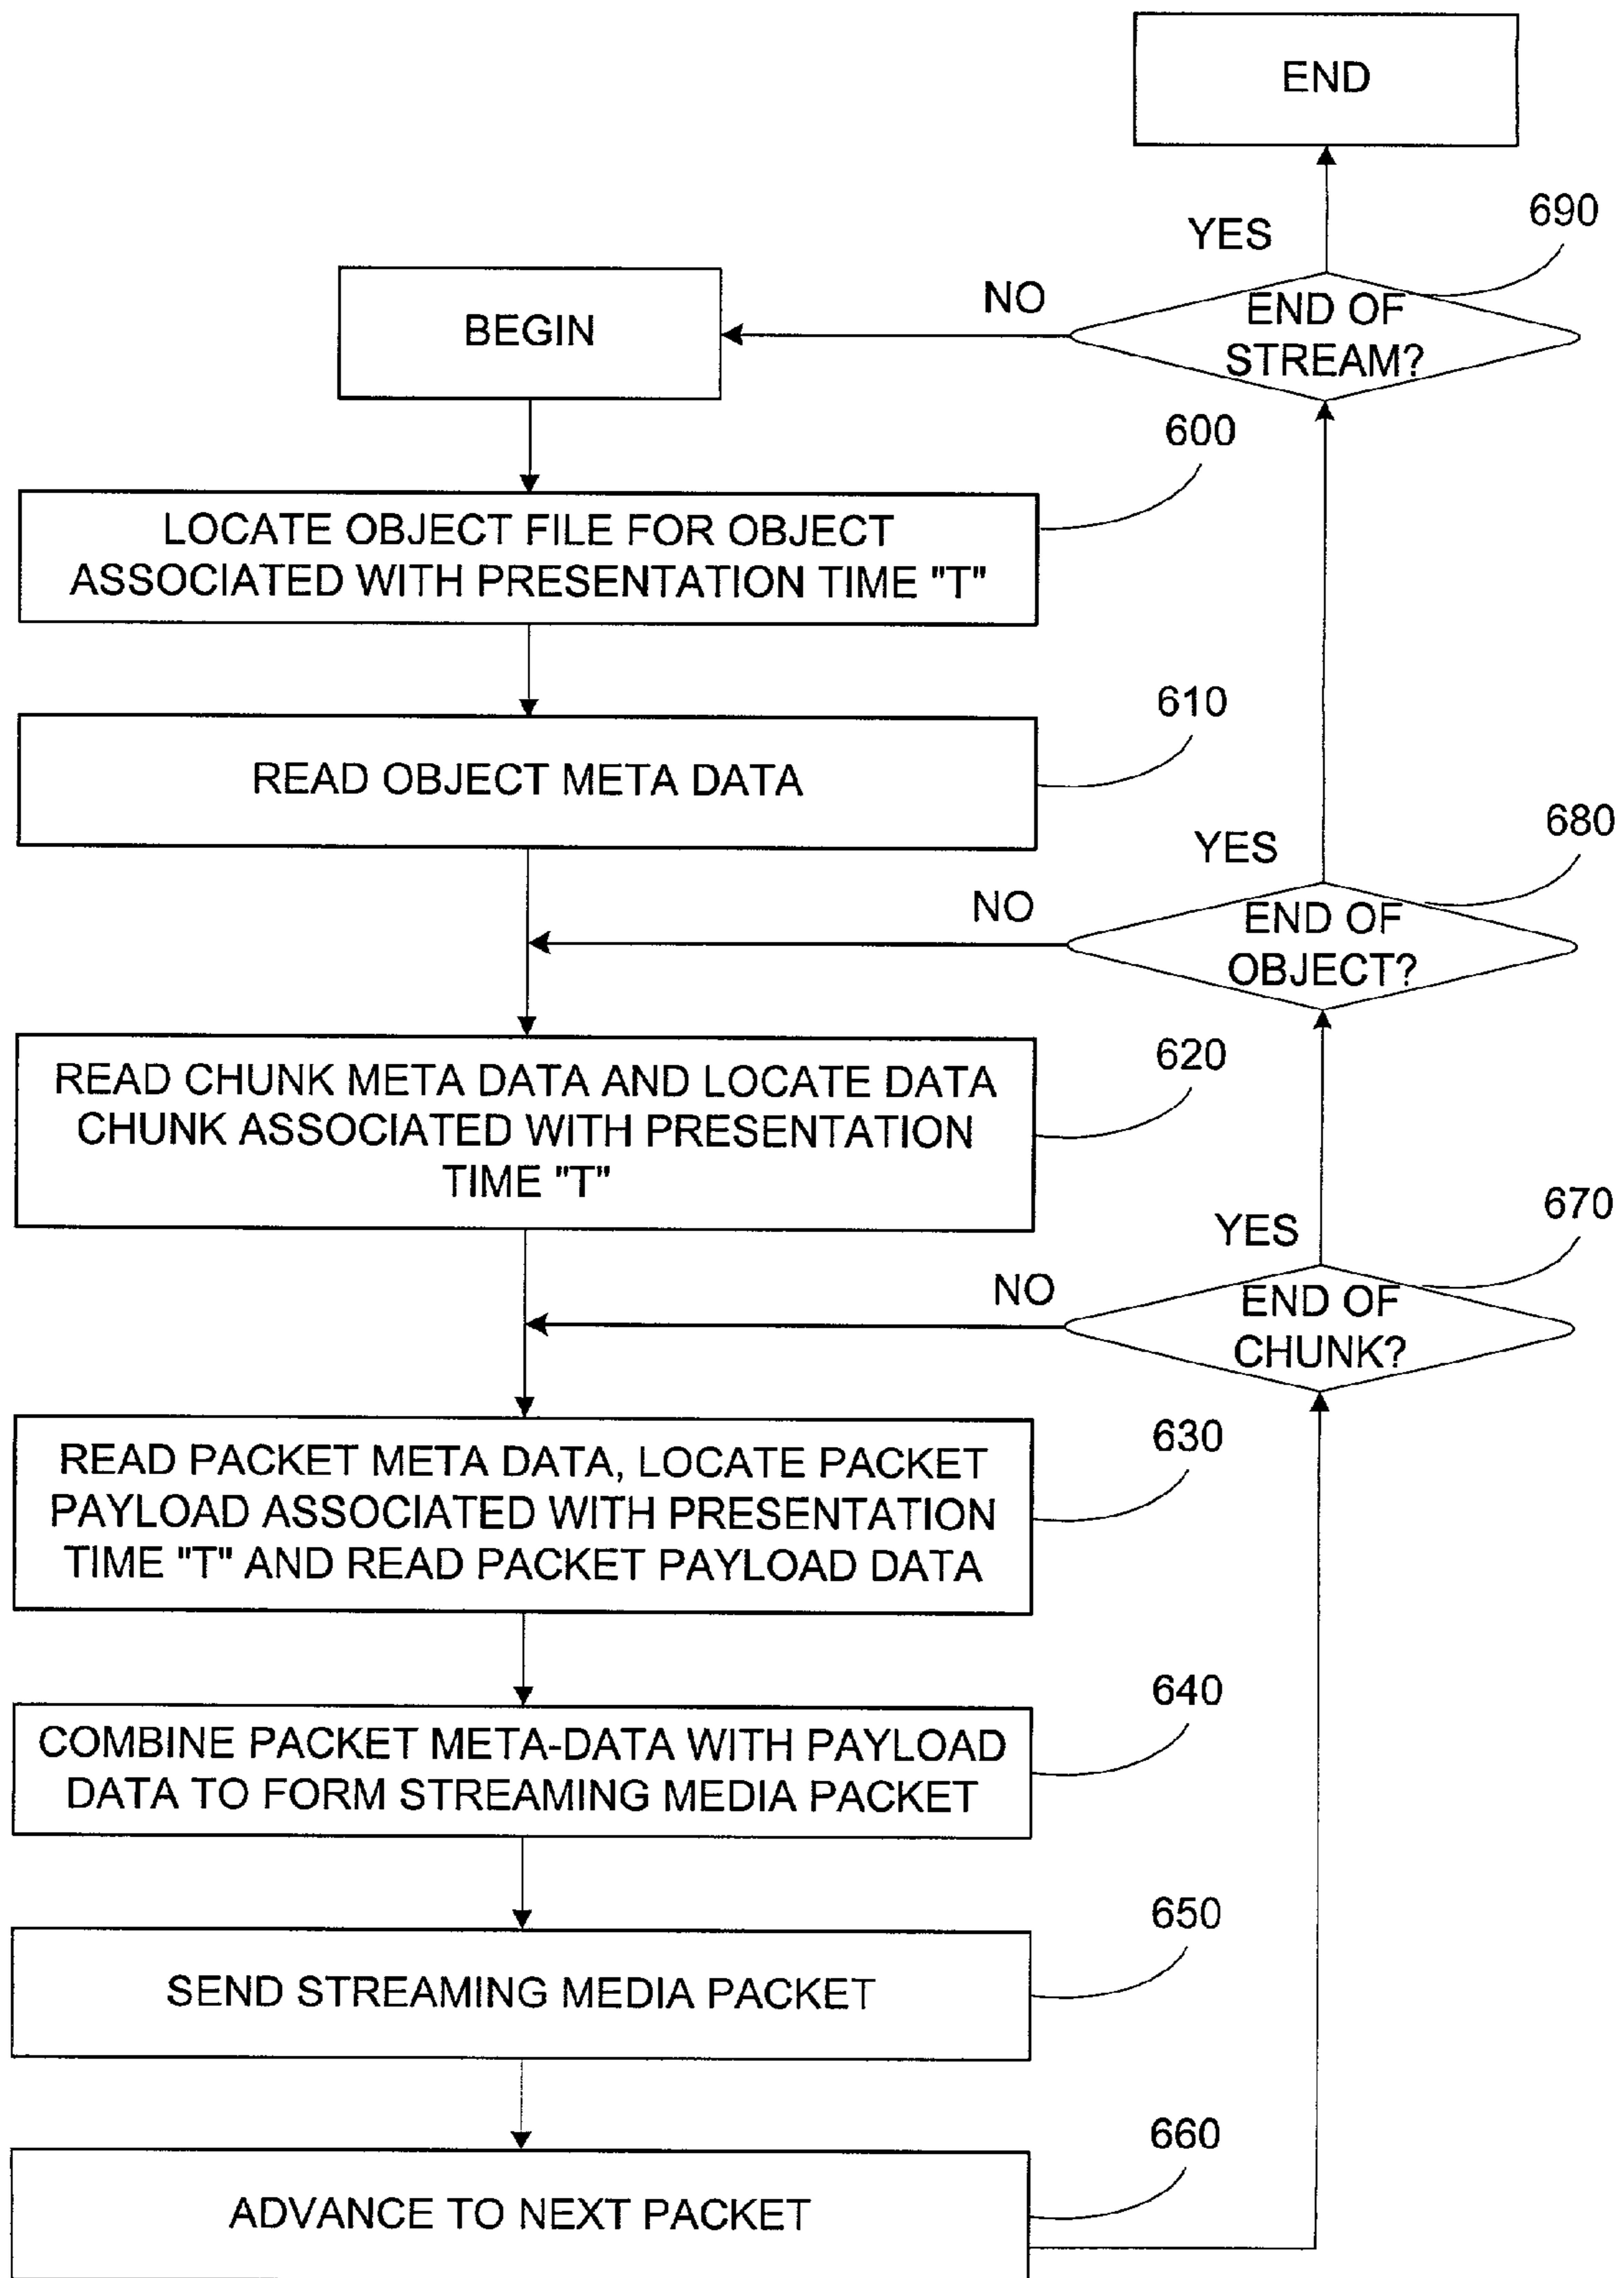 END
YES
690
NO
END OF
STREAM?
BEGIN
600
LOCATE OBJECT FILE FOR OBJECT
ASSOCIATED WITH PRESENTATION TIME "T"
610
READ OBJECT META DATA
YES
680
NO
END OF
OBJECT?
620
READ CHUNK META DATA AND LOCATE DATA
CHUNK ASSOCIATED WITH PRESENTATION
TIME "T"
YES
670
NO
END OF
CHUNK?
630
READ PACKET META DATA, LOCATE PACKET
PAYLOAD ASSOCIATED WITH PRESENTATION
TIME "T" AND READ PACKET PAYLOAD DATA
640
COMBINE PACKET META-DATA WITH PAYLOAD
DATA TO FORM STREAMING MEDIA PACKET
650
SEND STREAMING MEDIA PACKET
660
ADVANCE TO NEXT PACKET